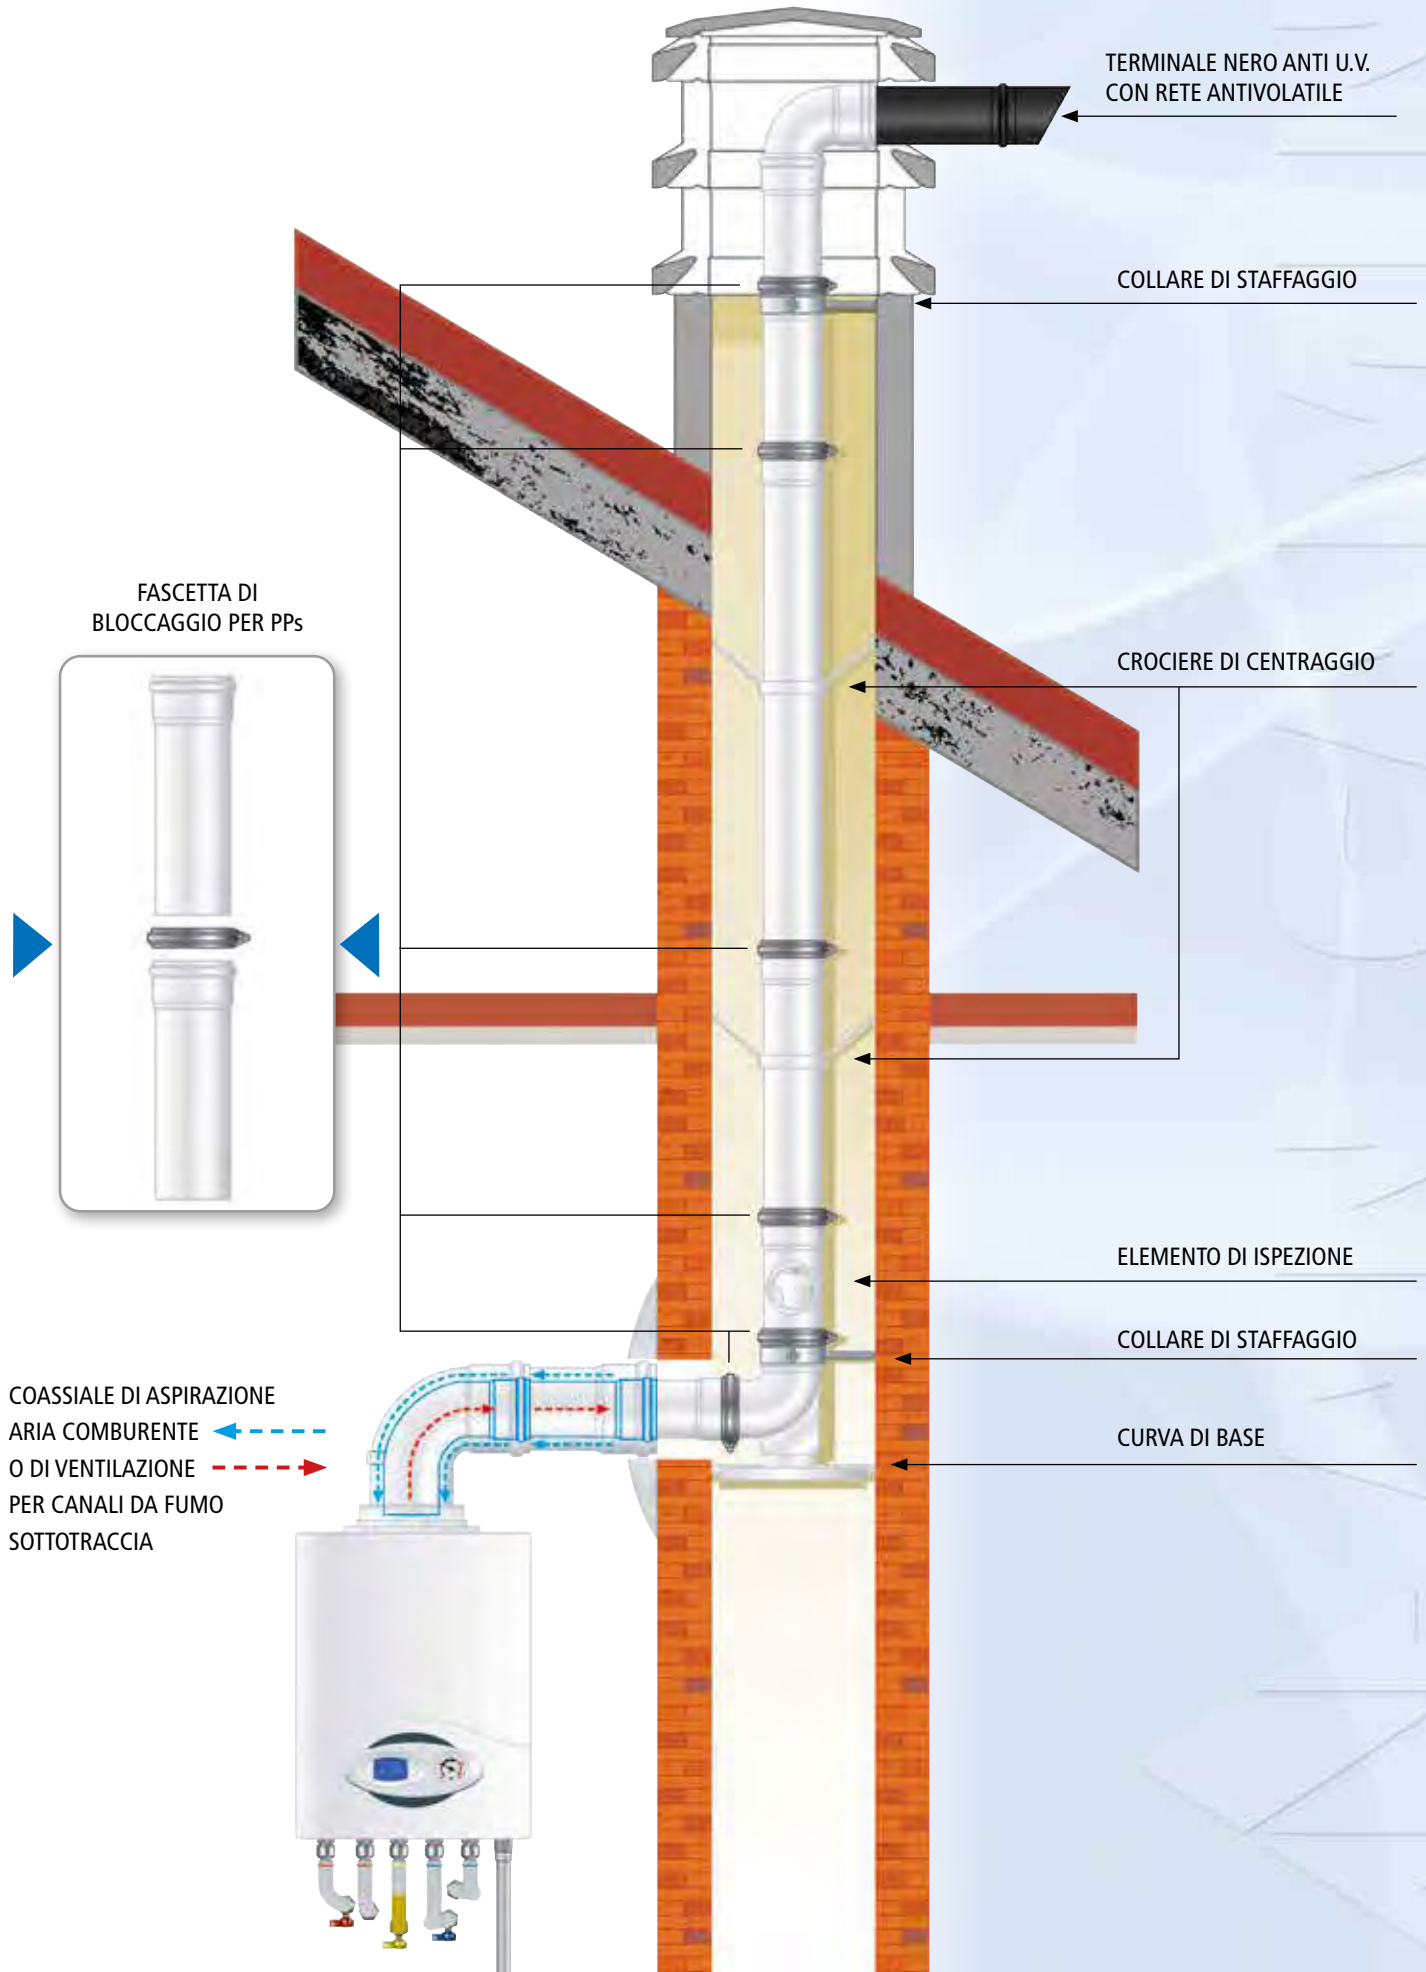 TERMINALE NERO ANTI U.V.
CON RETE ANTIVOLATILE
COLLARE DI STAFFAGGIO
FASCETTA DI
BLOCCAGGIO PER PPs
CROCIERE DI CENTRAGGIO
ELEMENTO DI ISPEZIONE
COLLARE DI STAFFAGGIO
COASSIALE DI ASPIRAZIONE
ARIA COMBURENTE
O DI VENTILAZIONE
PER CANALI DA FUMO
SOTTOTRACCIA
CURVA DI BASE